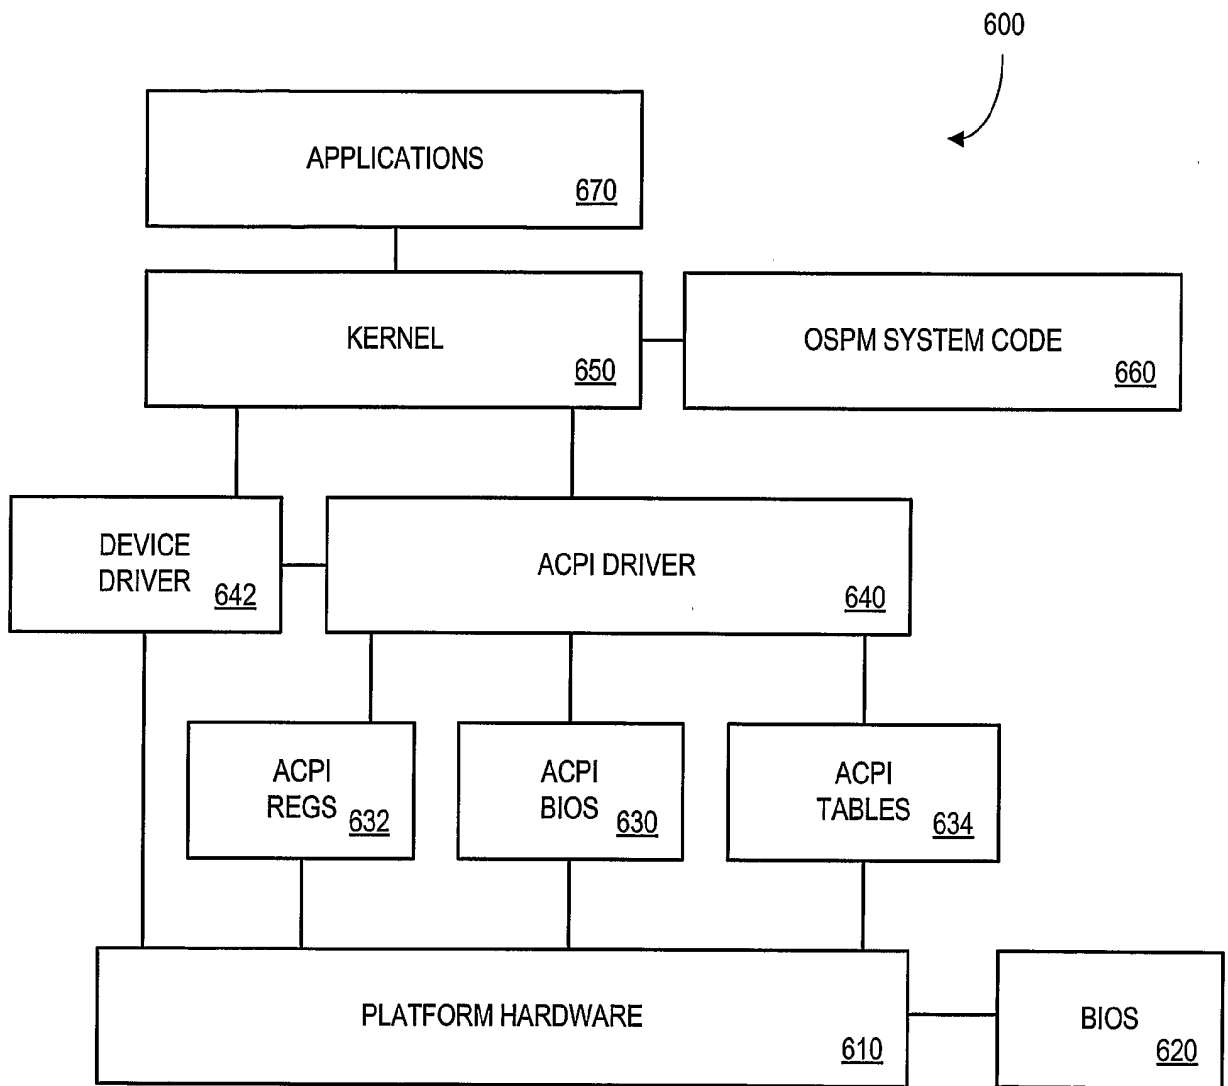 600
APPLICATIONS
670
KERNEL
650
OSPM SYSTEM CODE
660
DEVICE
DRIVER
642
ACPI DRIVER
640
ACPI
REGS
632
ACPI
BIOS
630
ACPI
TABLES
634
PLATFORM HARDWARE
610
BIOS
620